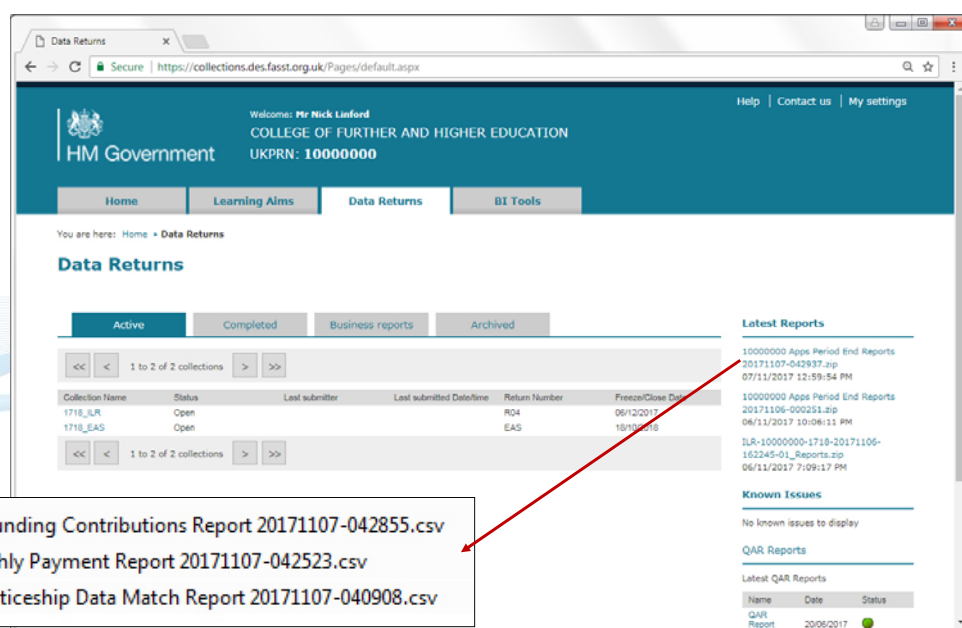 Data Returns
Secure | https://collections.des.fasst.org.uk/Pages/default.aspx
Help | Contact us | My settings
HM Government
Welcome: Mr Nick Linford
COLLEGE OF FURTHER AND HIGHER EDUCATION
UKPRN: 10000000
Home Learning Aims Data Returns BI Tools
You are here: Home Data Returns
Data Returns
Active Completed Business reports Archived
<< < 1 to 2 of 2 collections > >>
Collection Name Status Last submitter Last submitted Date/time Return Number Freeze/Close Date
1718_ILR Open R04 06/12/2017
1718_EAS Open EAS 18/10/2018
<< < 1 to 2 of 2 collections > >>
Latest Reports
10000000 Apps Period End Reports
20171107-042937.zip
07/11/2017 12:59:54 PM
10000000 Apps Period End Reports
20171106-000251.zip
06/11/2017 10:06:11 PM
ILR-10000000-1718-20171106-
162245-01_Reports.zip
06/11/2017 7:09:17 PM
Known Issues
No known issues to display
QAR Reports
Latest QAR Reports
Name Date Status
QAR
Report 20/06/2017
unding Contributions Report 20171107-042855.csv
hly Payment Report 20171107-042523.csv
ticeship Data Match Report 20171107-040908.csv